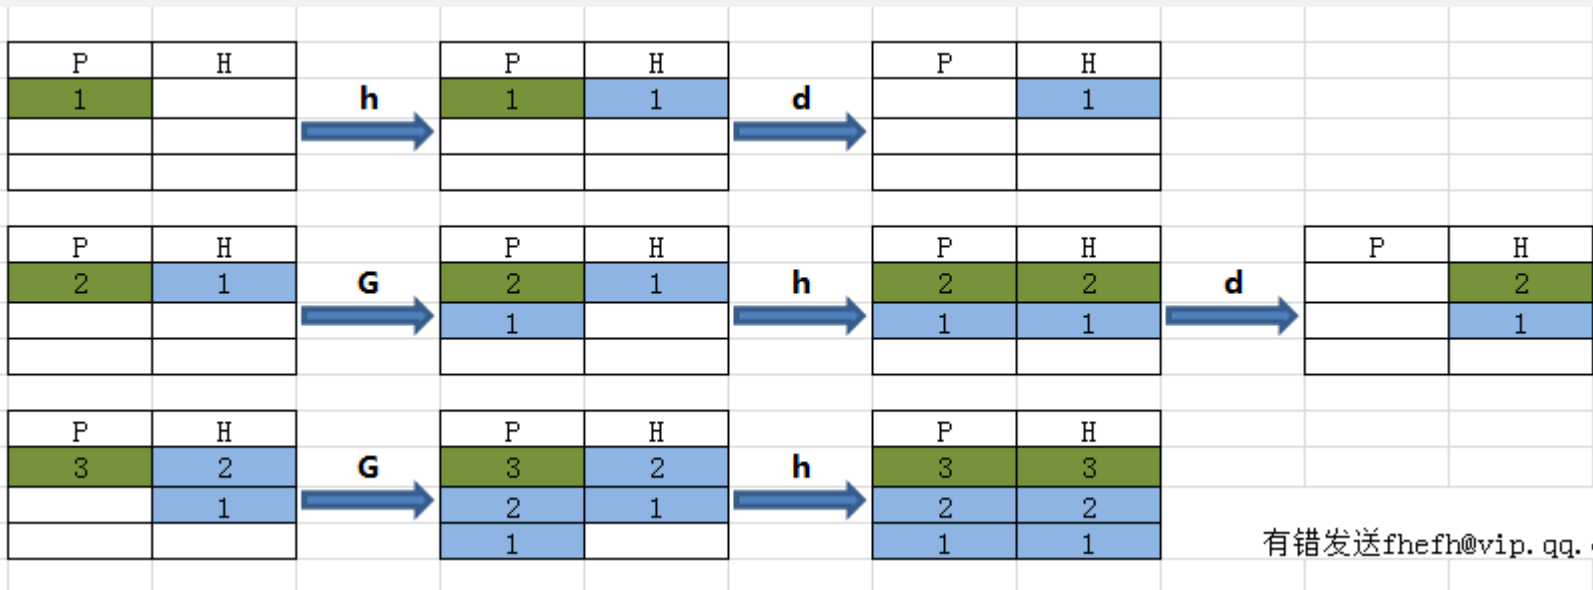 P H P H P H
1 h 1 1 d 1
P H P H P H P H
2 1 G 2 1 h 2 2 d 2
1 1 1 1
P H P H P H
3 2 G 3 2 h 3 3
1 2 1 2 2
1 1 1 有错发送fhefh@vip.qq.